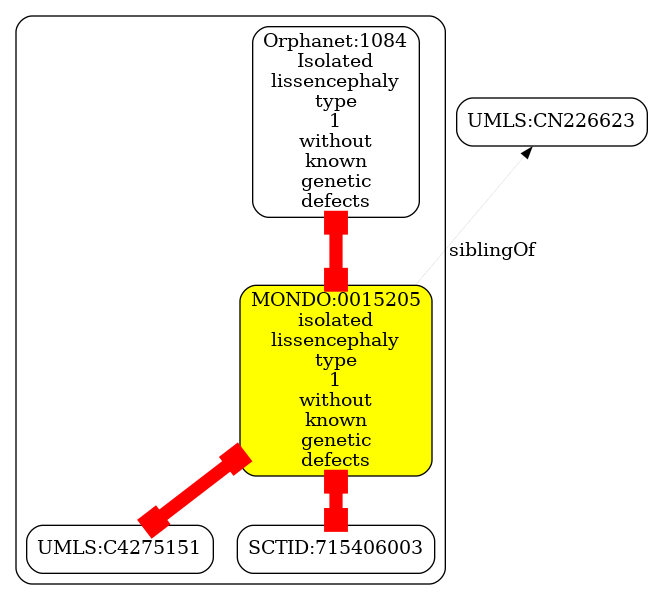 Orphanet:1084
Isolated
lissencephaly
type
1
without
known
genetic
defects
UMLS:CN226623
siblingOf
MONDO:0015205
isolated
lissencephaly
type
1
without
known
genetic
defects
UMLS:C4275151
SCTID:715406003